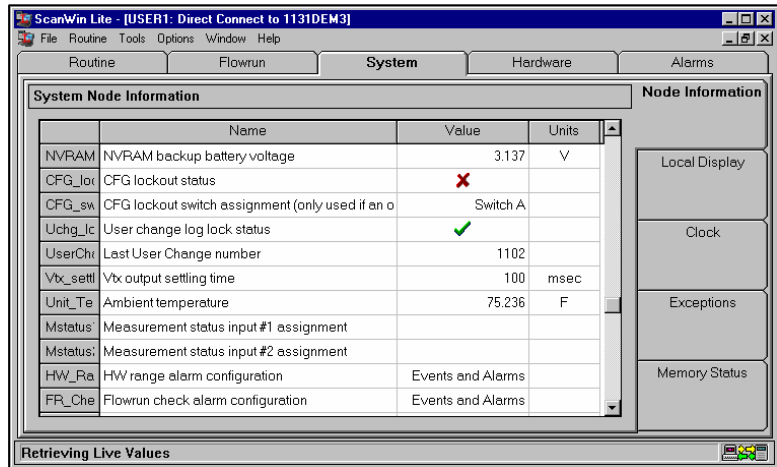 ScanWin Lite - [USER1: Direct Connect to 1131DEM3]
File Routine Tools Options Window Help
Routine Flowrun System Hardware Alarms
System Node Information
Node Information
Name Value Units
NVRAM NVRAM backup battery voltage 3.137 V
CFG_loc CFG lockout status
CFG_sw CFG lockout switch assignment (only used if an o Switch A
Uchg_lc User change log lock status
UserCh Last User Change number 1102
Vtx_settl Vtx output settling time 100 msec
Unit_Te Ambient temperature 75.236 F
Mstatus Measurement status input #1 assignment
Mstatus Measurement status input #2 assignment
HW_Ra HW range alarm configuration Events and Alarms
FR_Che Flowrun check alarm configuration Events and Alarms
Local Display
Clock
Exceptions
Memory Status
Retrieving Live Values